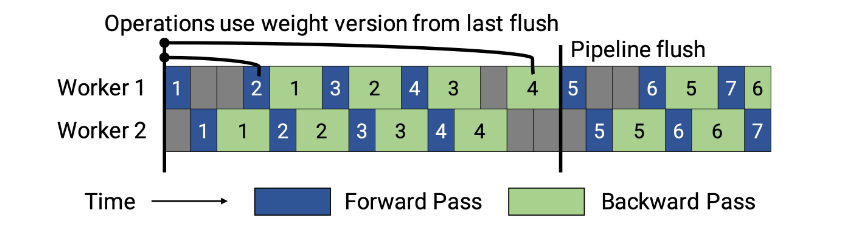 Operations use weight version from last flush
Pipeline flush
Worker 1 1 2 1 3 2 4 3 4 5 6 5 7 6
Worker 2 1 1 2 2 3 3 4 4 5 5 6 6 7
Time Forward Pass Backward Pass